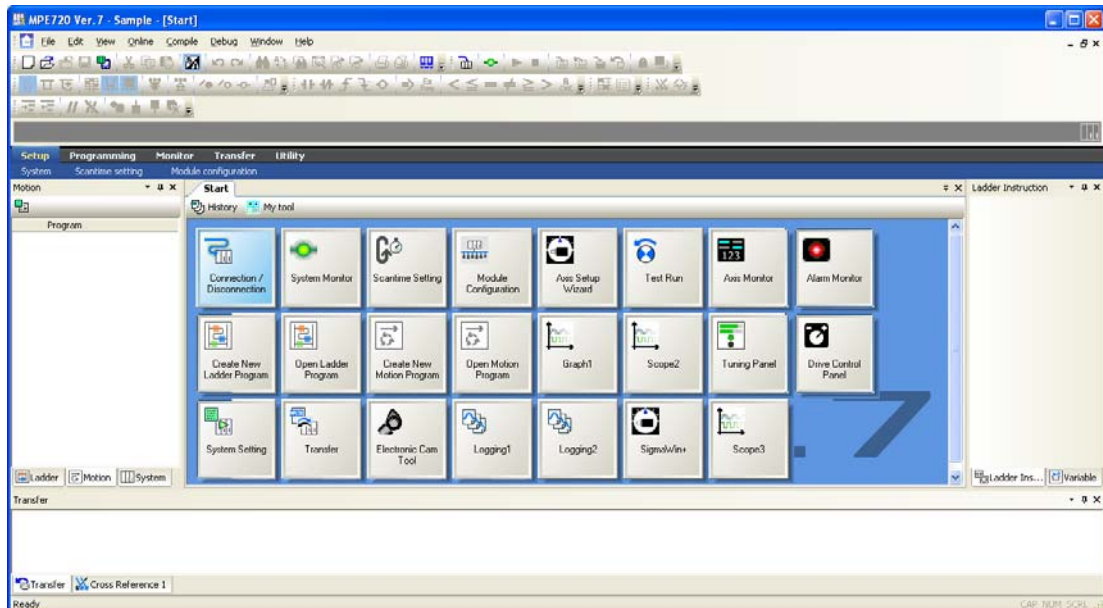 MPE720 Ver. 7 - Sample - [Start]
File Edit View Online Compile Debug Window Help
Setup Programming Monitor Transfer Utility
System Scantime setting Module configuration
Motion
Program
Start
History My tool
Connection / Disconnection
System Monitor
Scantime Setting
Module Configuration
Axis Setup Wizard
Test Run
123
Axis Monitor
Alarm Monitor
Create New Ladder Program
Open Ladder Program
Create New Motion Program
Open Motion Program
Graph1
Scope2
Tuning Panel
Drive Control Panel
System Setting
Transfer
Electronic Cam Tool
Logging1
Logging2
SigmaWin+
Scope3
.7
Ladder Instruction
Ladder Motion System
Ladder Ins... Variable
Transfer
Transfer Cross Reference 1
Ready
CAP NUM SCRL